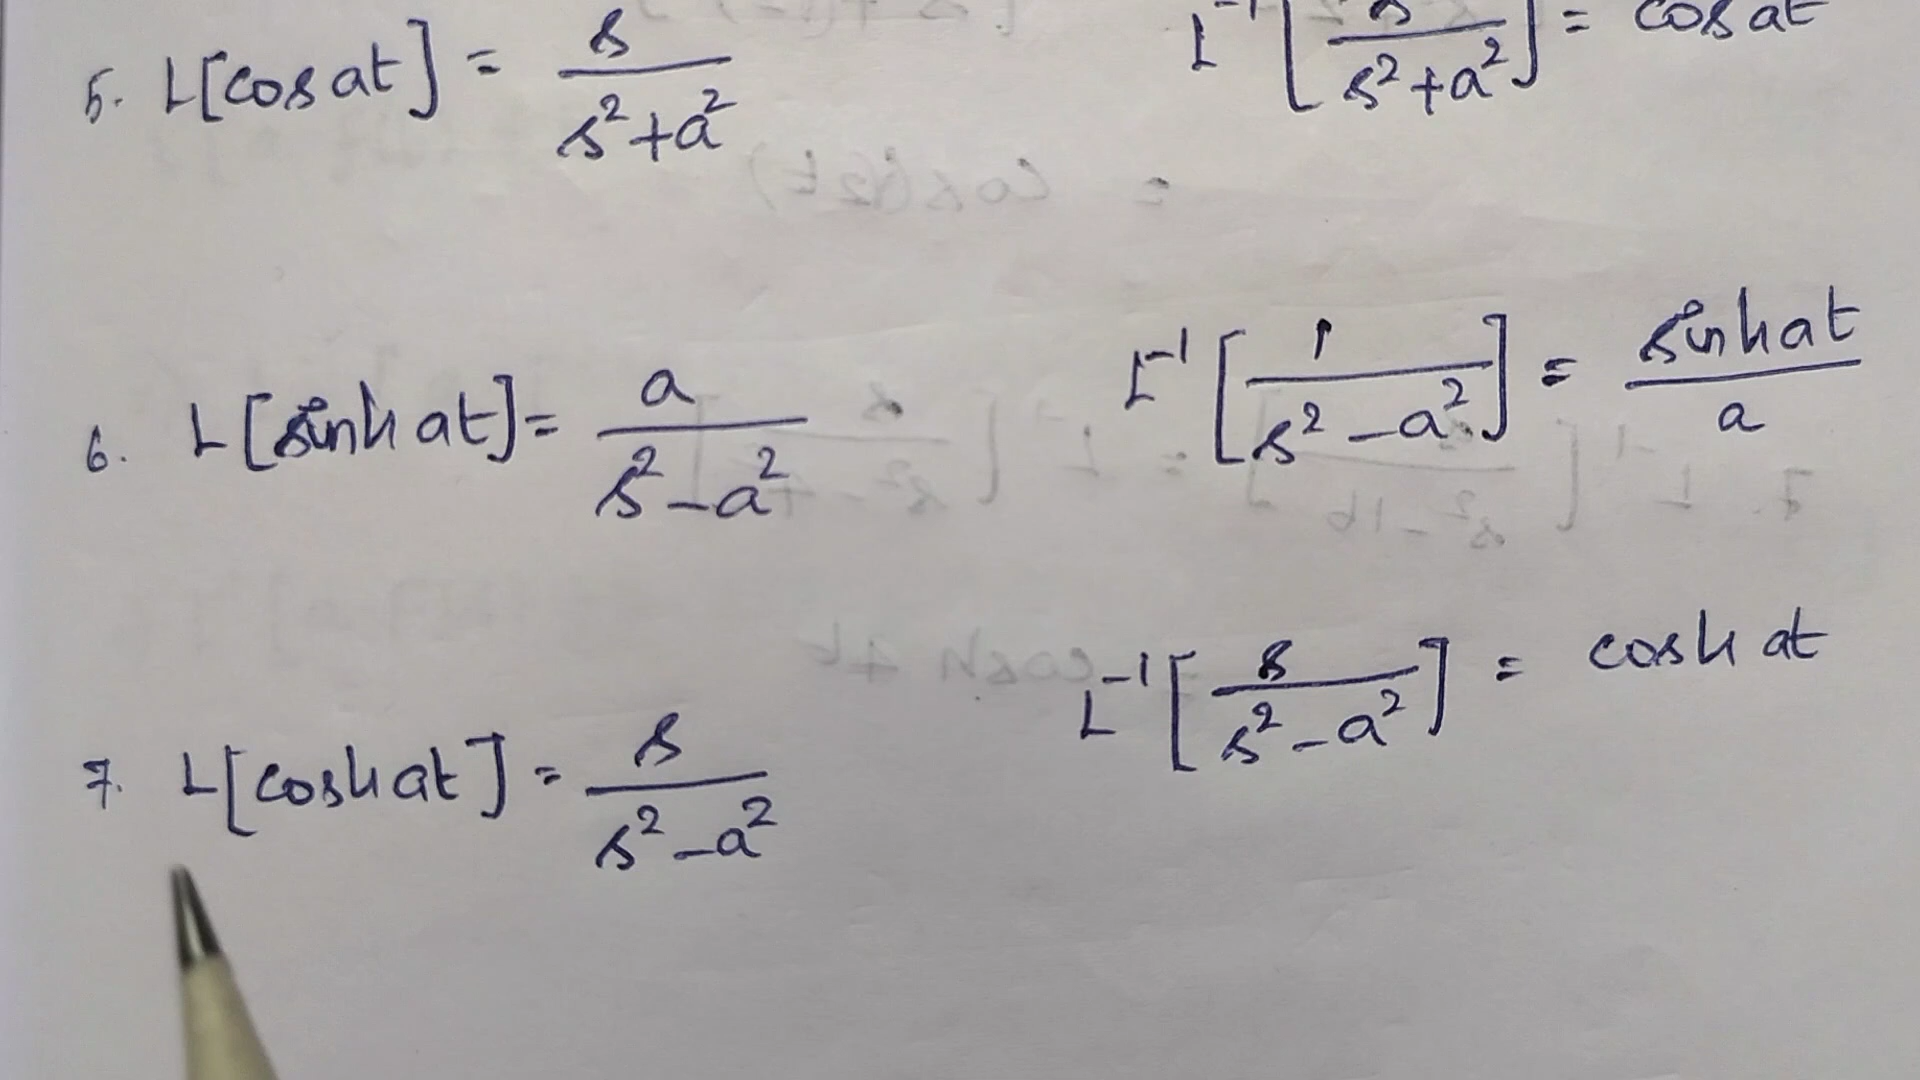 5. L[cos at] = s/(s²+a²)    L⁻¹[s/(s²+a²)] = cos at
6. L[sinh at] = a/(s²-a²)    L⁻¹[1/(s²-a²)] = sinh at/a
7. L[cosh at] = s/(s²-a²)    L⁻¹[s/(s²-a²)] = cosh at